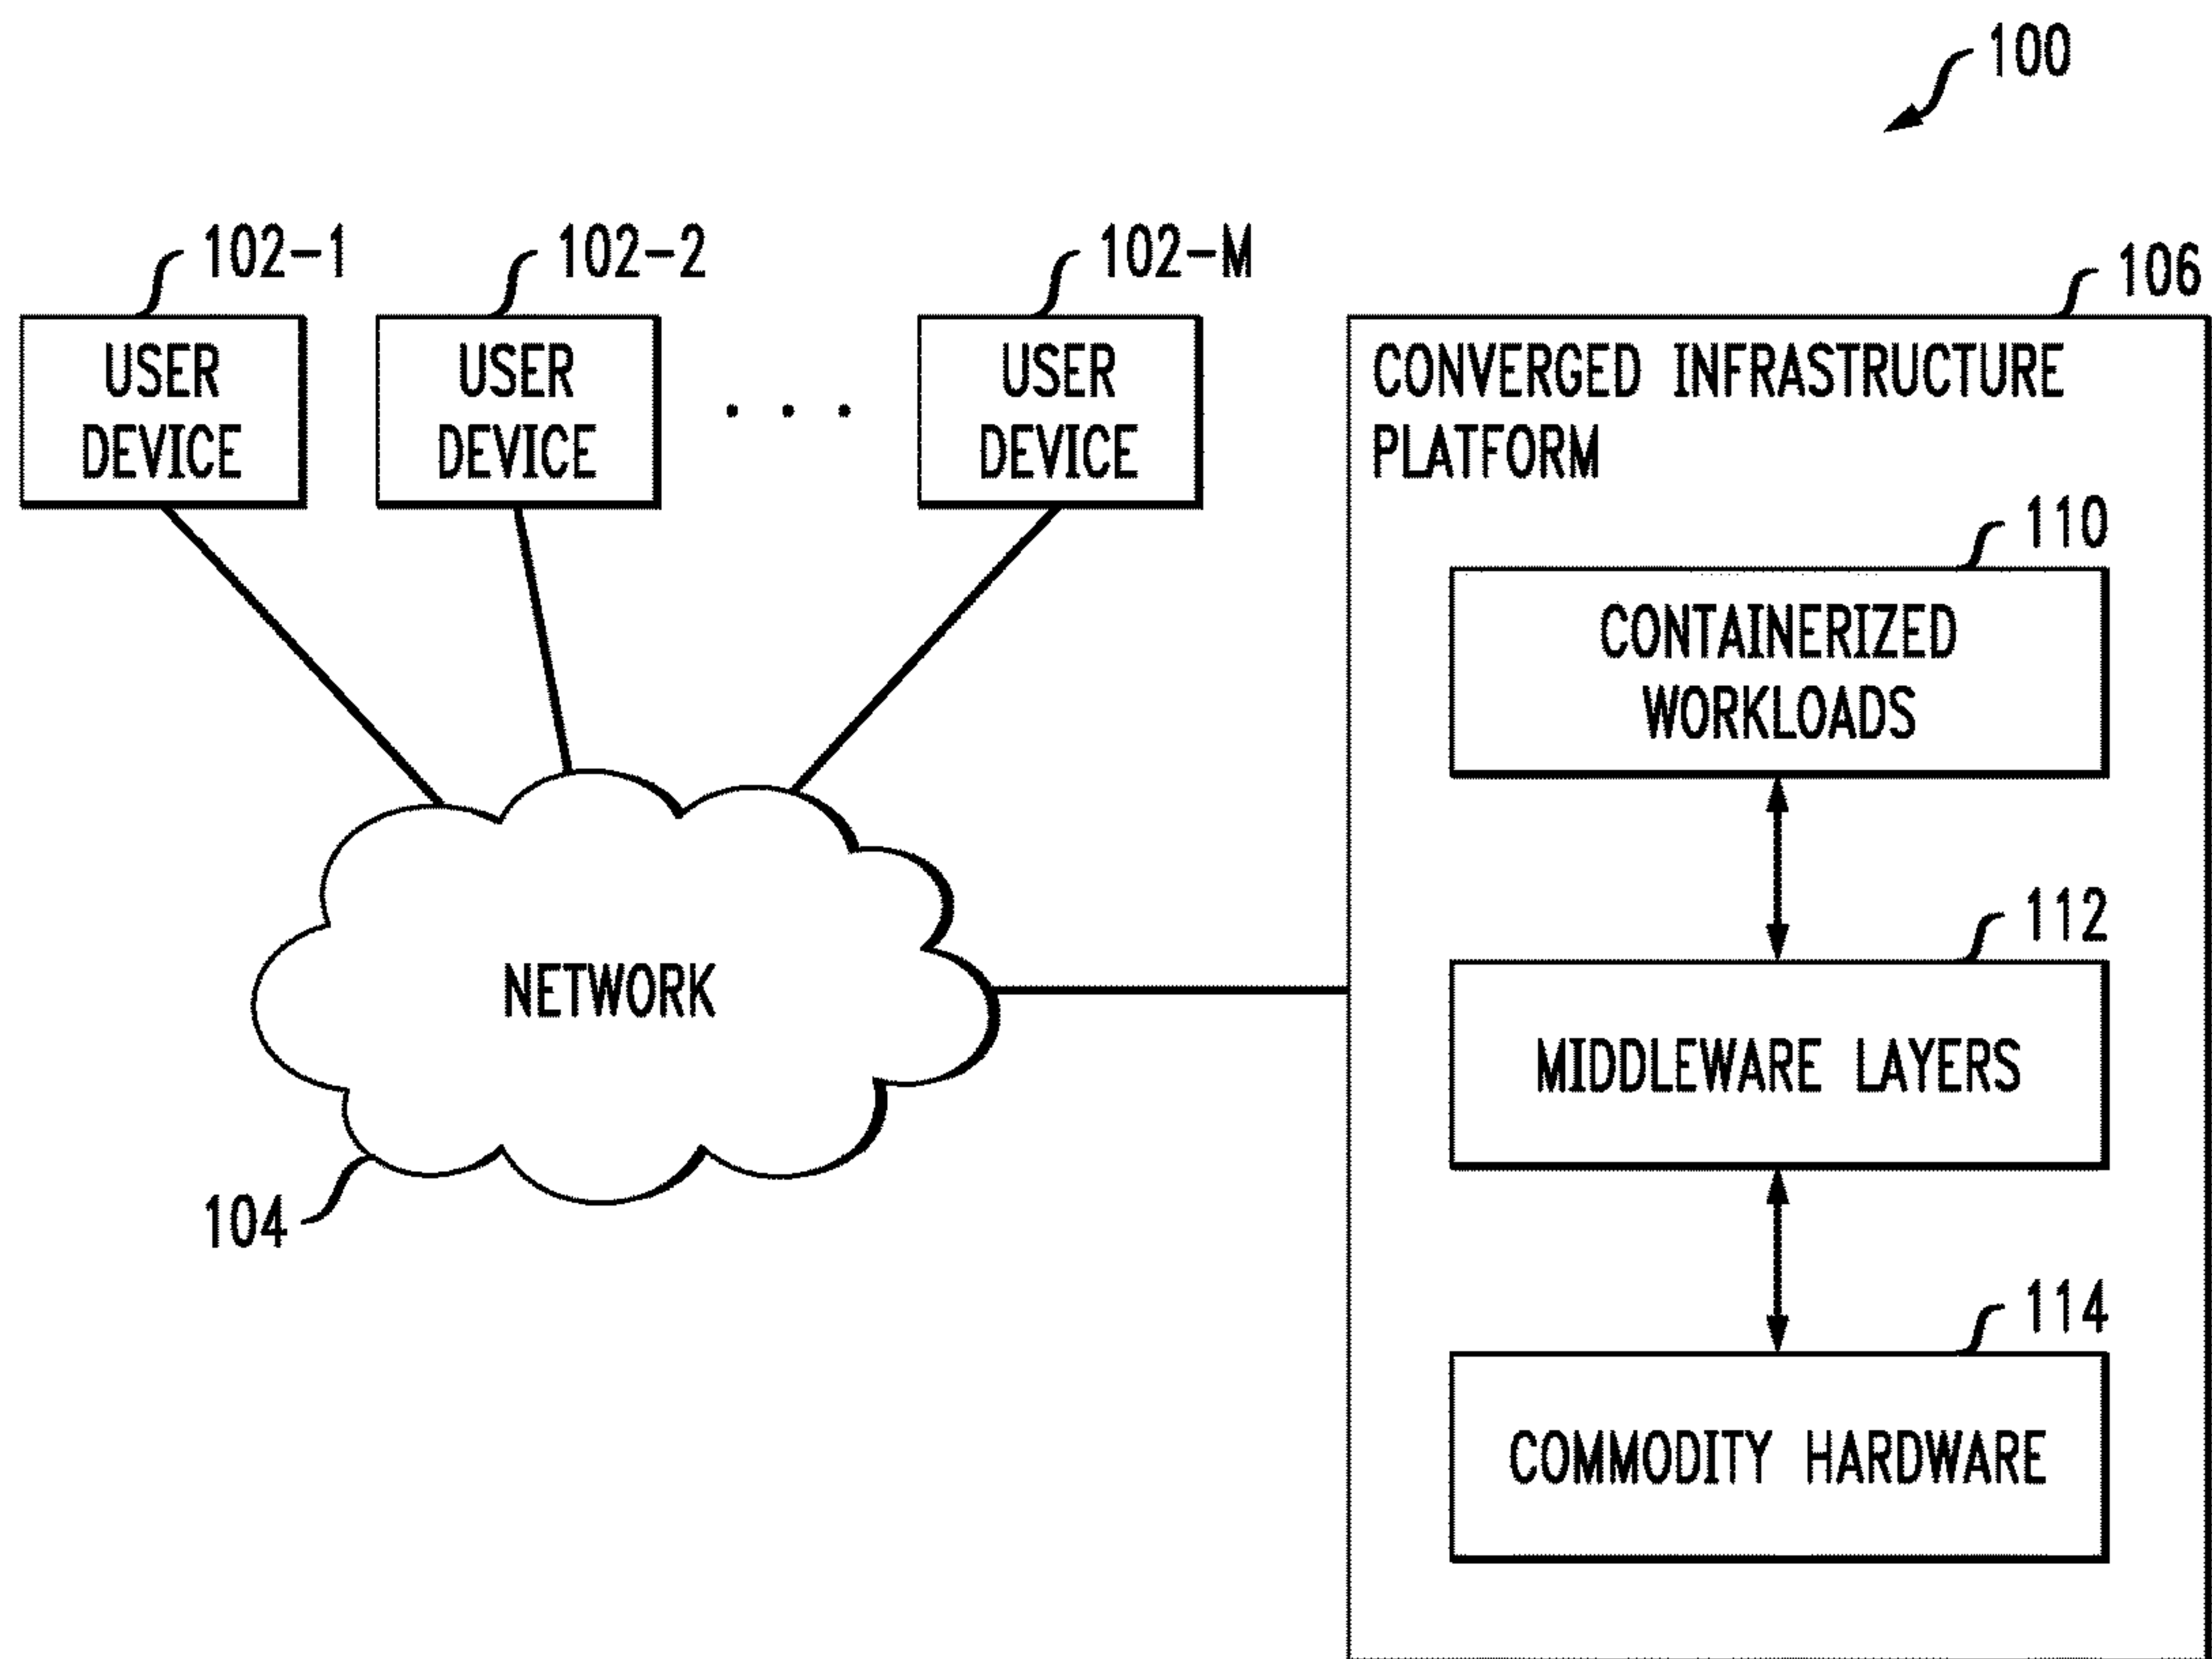 100
102-1
102-2
102-M
106
USER
DEVICE
USER
DEVICE
. . .
USER
DEVICE
CONVERGED INFRASTRUCTURE
PLATFORM
110
CONTAINERIZED
WORKLOADS
112
NETWORK
MIDDLEWARE LAYERS
104
114
COMMODITY HARDWARE